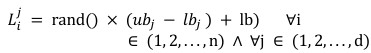 L_i^j = rand() × (ub_j − lb_j ) + lb) ∀i
∈ (1, 2, . . . , n) ∧ ∀j ∈ (1, 2, . . . , d)